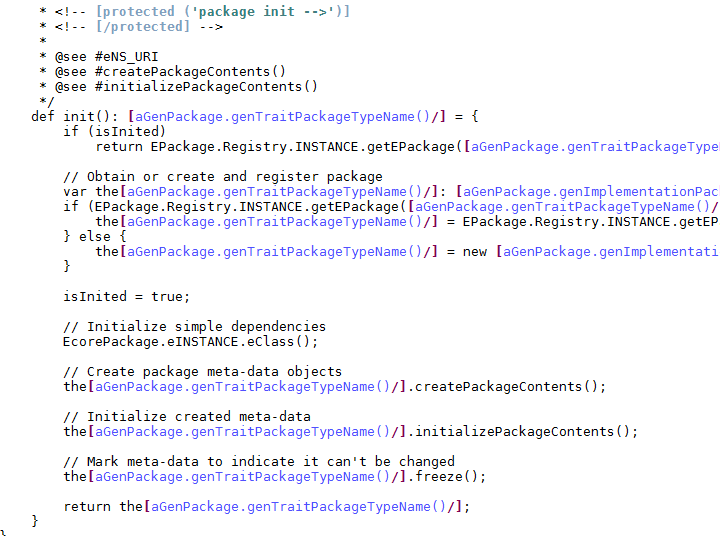 * <!-- [protected ('package init -->')]
* <!-- [/protected] -->
*
* @see #eNS_URI
* @see #createPackageContents()
* @see #initializePackageContents()
*/
def init(): [aGenPackage.genTraitPackageTypeName()/] = {
if (isInited)
return EPackage.Registry.INSTANCE.getEPackage([aGenPackage.genTraitPackageType
// Obtain or create and register package
var the[aGenPackage.genTraitPackageTypeName()/]: [aGenPackage.genImplementationPac
if (EPackage.Registry.INSTANCE.getEPackage([aGenPackage.genTraitPackageTypeName()/
the[aGenPackage.genTraitPackageTypeName()/] = EPackage.Registry.INSTANCE.getEP
} else {
the[aGenPackage.genTraitPackageTypeName()/] = new [aGenPackage.genImplementati
}
isInited = true;
// Initialize simple dependencies
EcorePackage.eINSTANCE.eClass();
// Create package meta-data objects
the[aGenPackage.genTraitPackageTypeName()/].createPackageContents();
// Initialize created meta-data
the[aGenPackage.genTraitPackageTypeName()/].initializePackageContents();
// Mark meta-data to indicate it can't be changed
the[aGenPackage.genTraitPackageTypeName()/].freeze();
return the[aGenPackage.genTraitPackageTypeName()/];
}
}